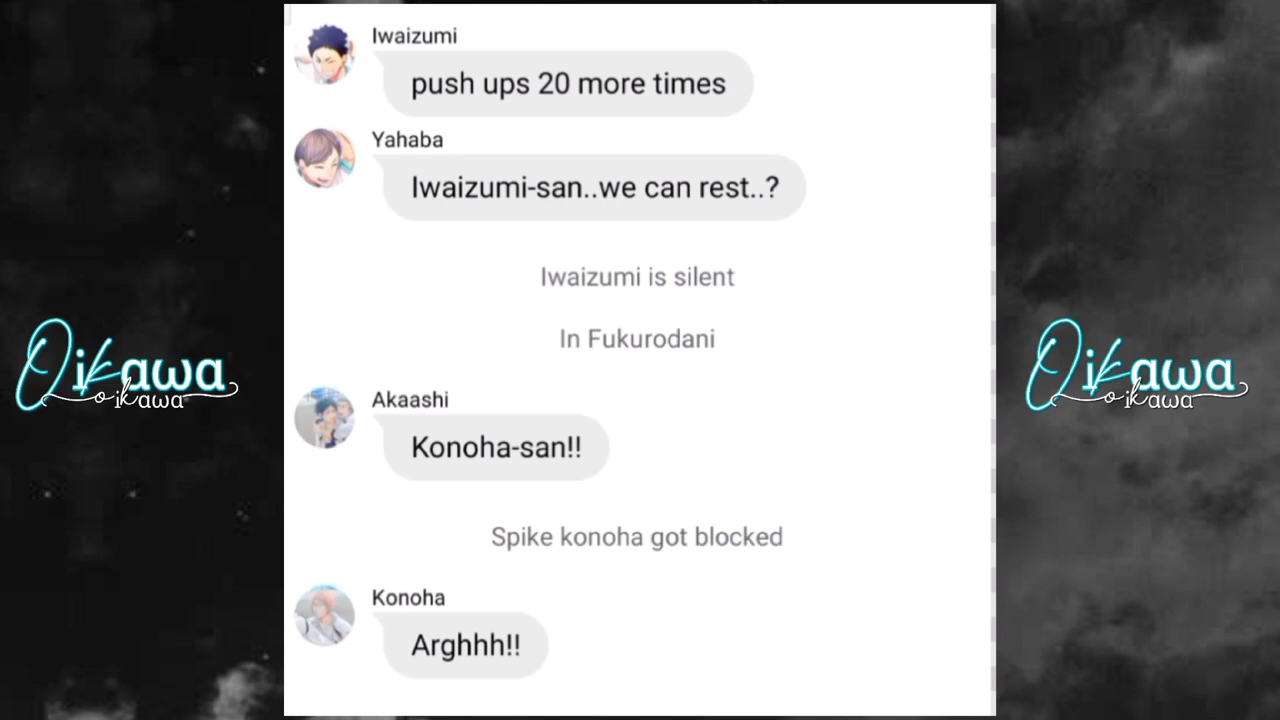 Iwaizumi
push ups 20 more times
Yahaba
Iwaizumi-san..we can rest..?
Iwaizumi is silent
In Fukurodani
Akaashi
Konoha-san!!
Spike konoha got blocked
Konoha
Arghhh!!
Oikawa
oikawa
Oikawa
oikawa